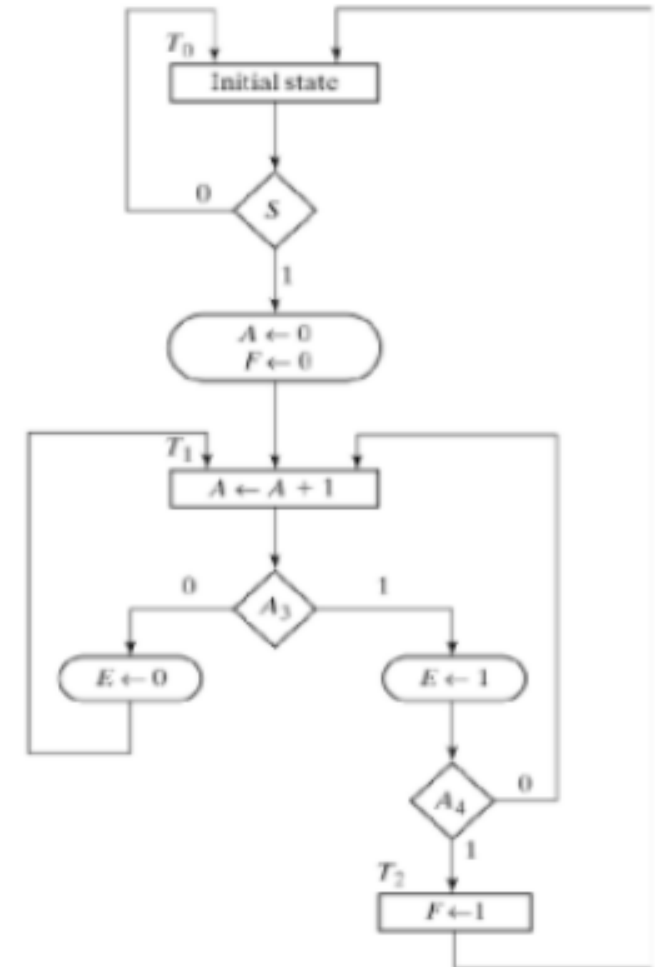 T₀
Initial state
0
S
1
A ← 0
F ← 0
T₁
A ← A + 1
0
A₃
1
E ← 0
E ← 1
A₄
0
1
T₂
F ← 1